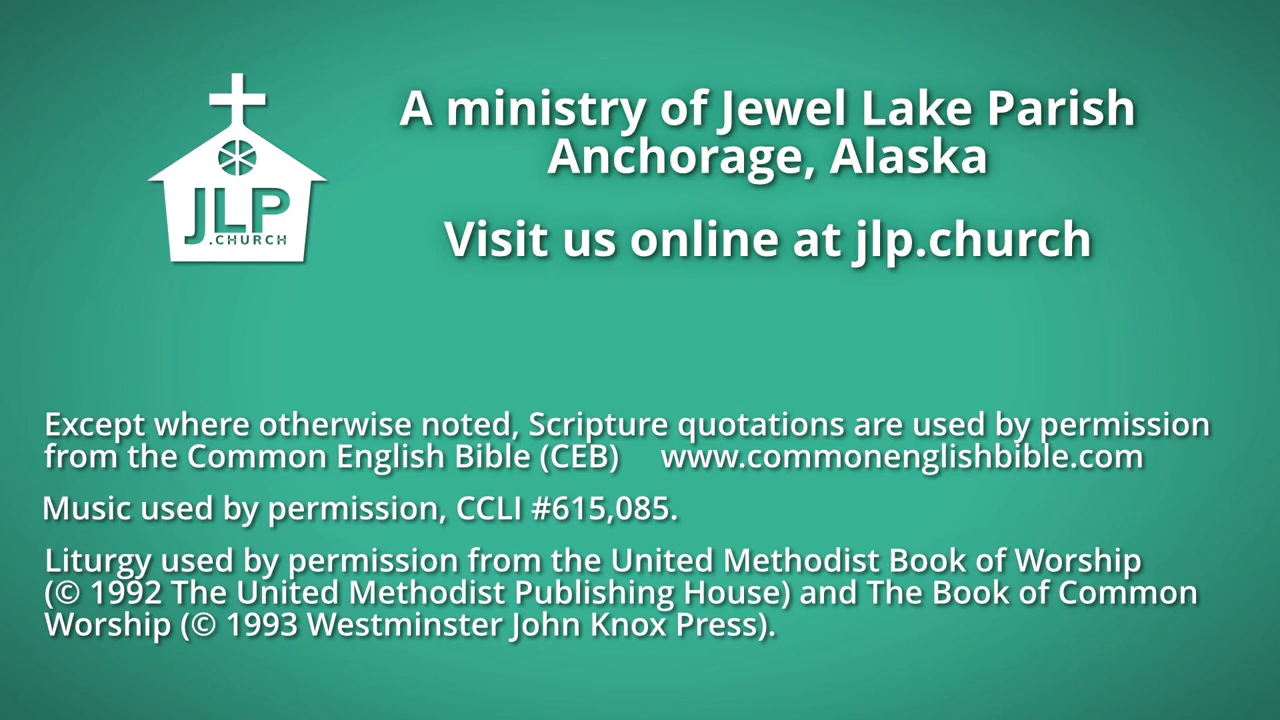 JLP
.CHURCH
A ministry of Jewel Lake Parish
Anchorage, Alaska
Visit us online at jlp.church
Except where otherwise noted, Scripture quotations are used by permission
from the Common English Bible (CEB) www.commonenglishbible.com
Music used by permission, CCLI #615,085.
Liturgy used by permission from the United Methodist Book of Worship
(© 1992 The United Methodist Publishing House) and The Book of Common
Worship (© 1993 Westminster John Knox Press).